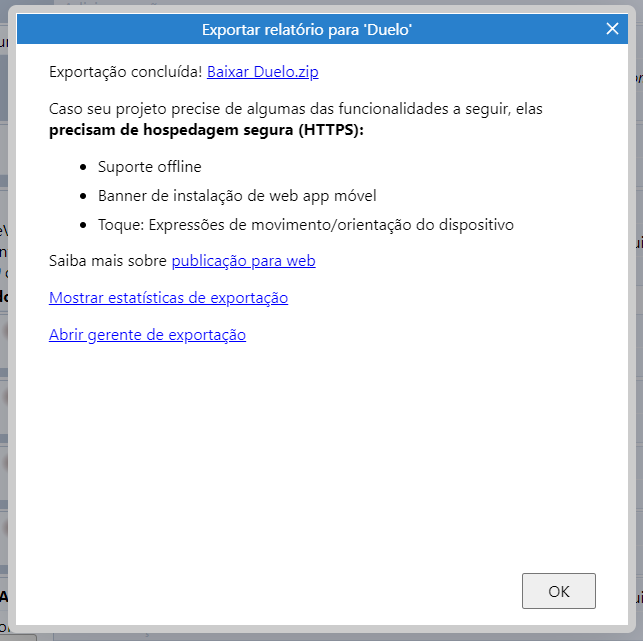 Exportar relatório para 'Duelo'
Exportação concluída! Baixar Duelo.zip
Caso seu projeto precise de algumas das funcionalidades a seguir, elas
precisam de hospedagem segura (HTTPS):
• Suporte offline
• Banner de instalação de web app móvel
• Toque: Expressões de movimento/orientação do dispositivo
Saiba mais sobre publicação para web
Mostrar estatísticas de exportação
Abrir gerente de exportação
OK